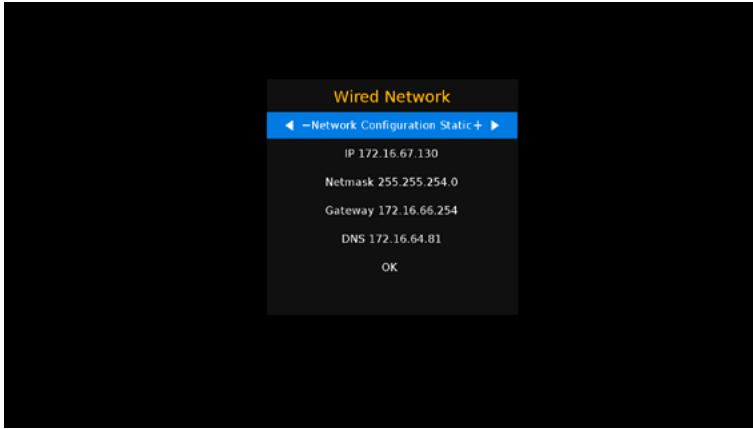 Wired Network
−Network Configuration Static+
IP 172.16.67.130
Netmask 255.255.254.0
Gateway 172.16.66.254
DNS 172.16.64.81
OK